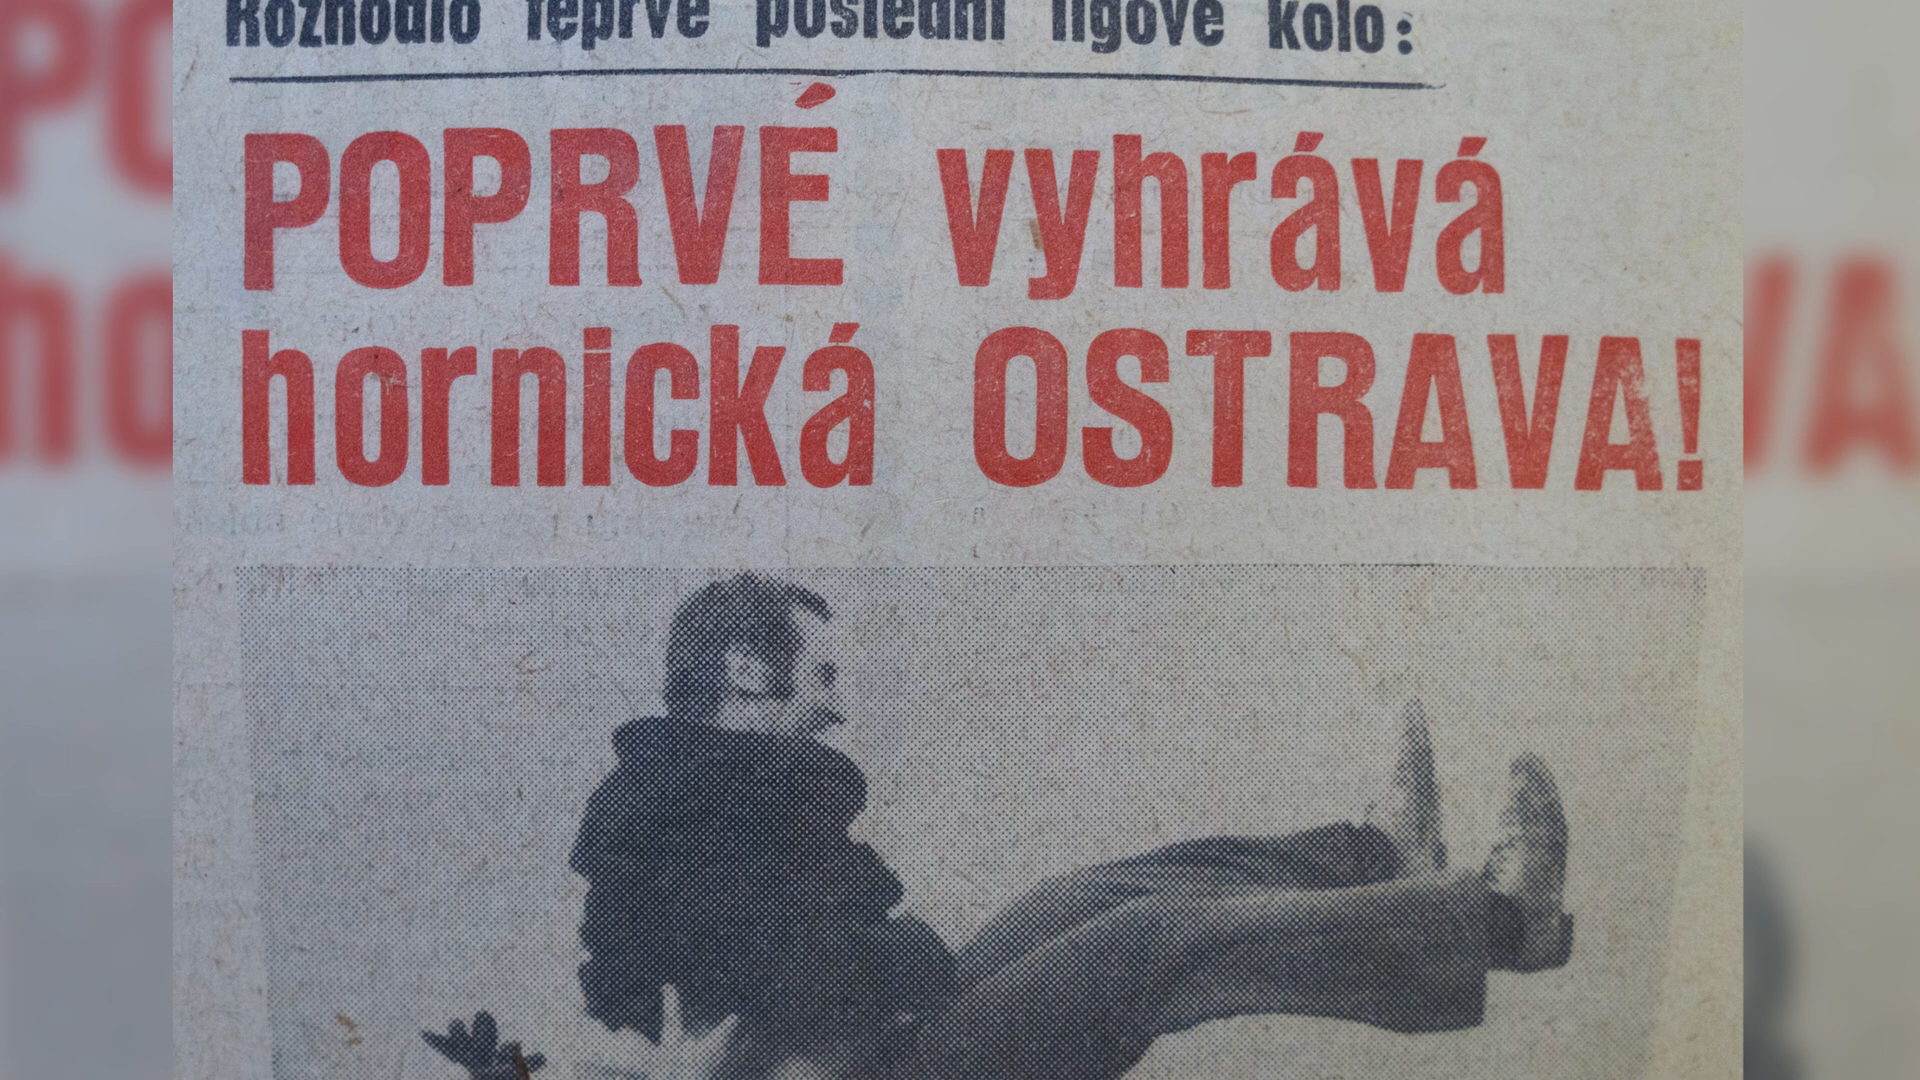 Rozhodlo teprve poslední ligové kolo:
POPRVÉ vyhrává
hornická OSTRAVA!